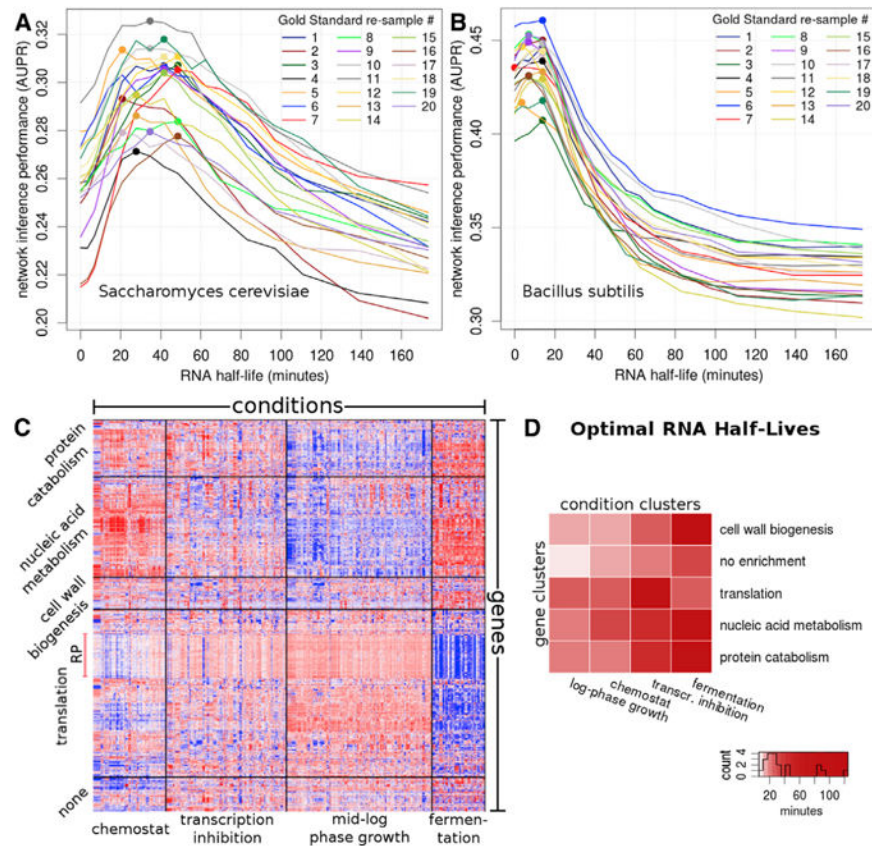 A
Gold Standard re-sample #
1 8 15
2 9 16
3 10 17
4 11 18
5 12 19
6 13 20
7 14
network inference performance (AUPR)
0.32
0.30
0.28
0.26
0.24
0.22
0.20
Saccharomyces cerevisiae
0 20 40 60 80 100 120 140 160
RNA half-life (minutes)
B
Gold Standard re-sample #
1 8 15
2 9 16
3 10 17
4 11 18
5 12 19
6 13 20
7 14
network inference performance (AUPR)
0.45
0.40
0.35
0.30
Bacillus subtilis
0 20 40 60 80 100 120 140 160
RNA half-life (minutes)
C
conditions
protein
catabolism
nucleic acid
metabolism
cell wall
biogenesis
RP
translation
none
genes
chemostat
transcription
inhibition
mid-log
phase growth
fermen-
tation
D
Optimal RNA Half-Lives
condition clusters
gene clusters
cell wall biogenesis
no enrichment
translation
nucleic acid metabolism
protein catabolism
log-phase growth
chemostat
transcr. inhibition
fermentation
count
0 2 4
20 60 120
minutes